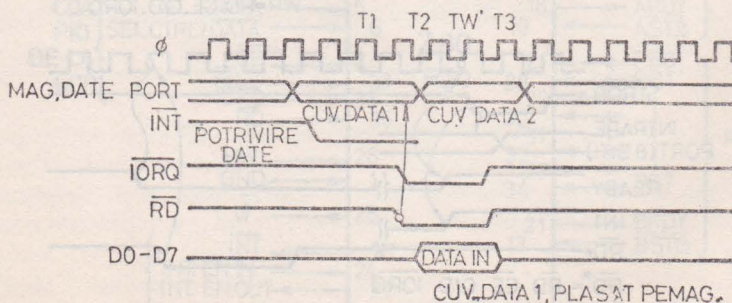 T1 T2 TW' T3
ϕ
MAG,DATE PORT
CUV. DATA 1 CUV. DATA 2
INT
POTRIVIRE
DATE
IORQ
RD
D0-D7
DATA IN
CUV. DATA 1, PLASAT PE MAG.